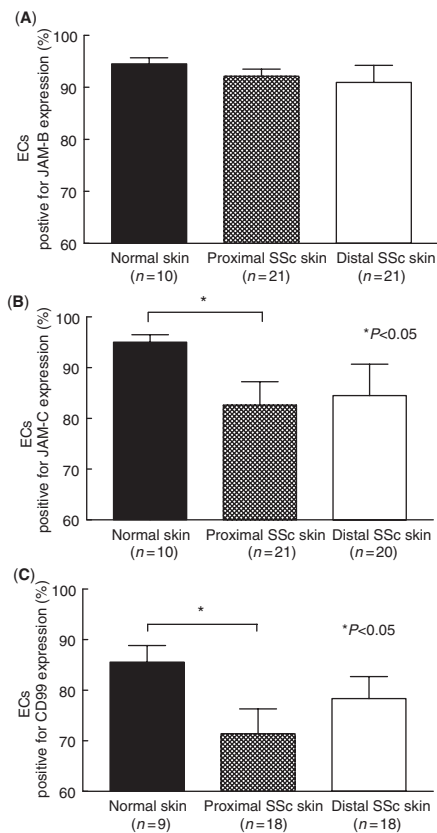 (A)
ECs
postive for JAM-B expression (%)
100
90
80
70
60
Normal skin Proximal SSc skin Distal SSc skin
(n=10) (n=21) (n=21)
(B)
ECs
positive for JAM-C expression (%)
100
90
80
70
60
*
*P<0.05
Normal skin Proximal SSc skin Distal SSc skin
(n=10) (n=21) (n=20)
(C)
ECs
positive for CD99 expression (%)
100
90
80
70
60
*
*P<0.05
Normal skin Proximal SSc skin Distal SSc skin
(n=9) (n=18) (n=18)